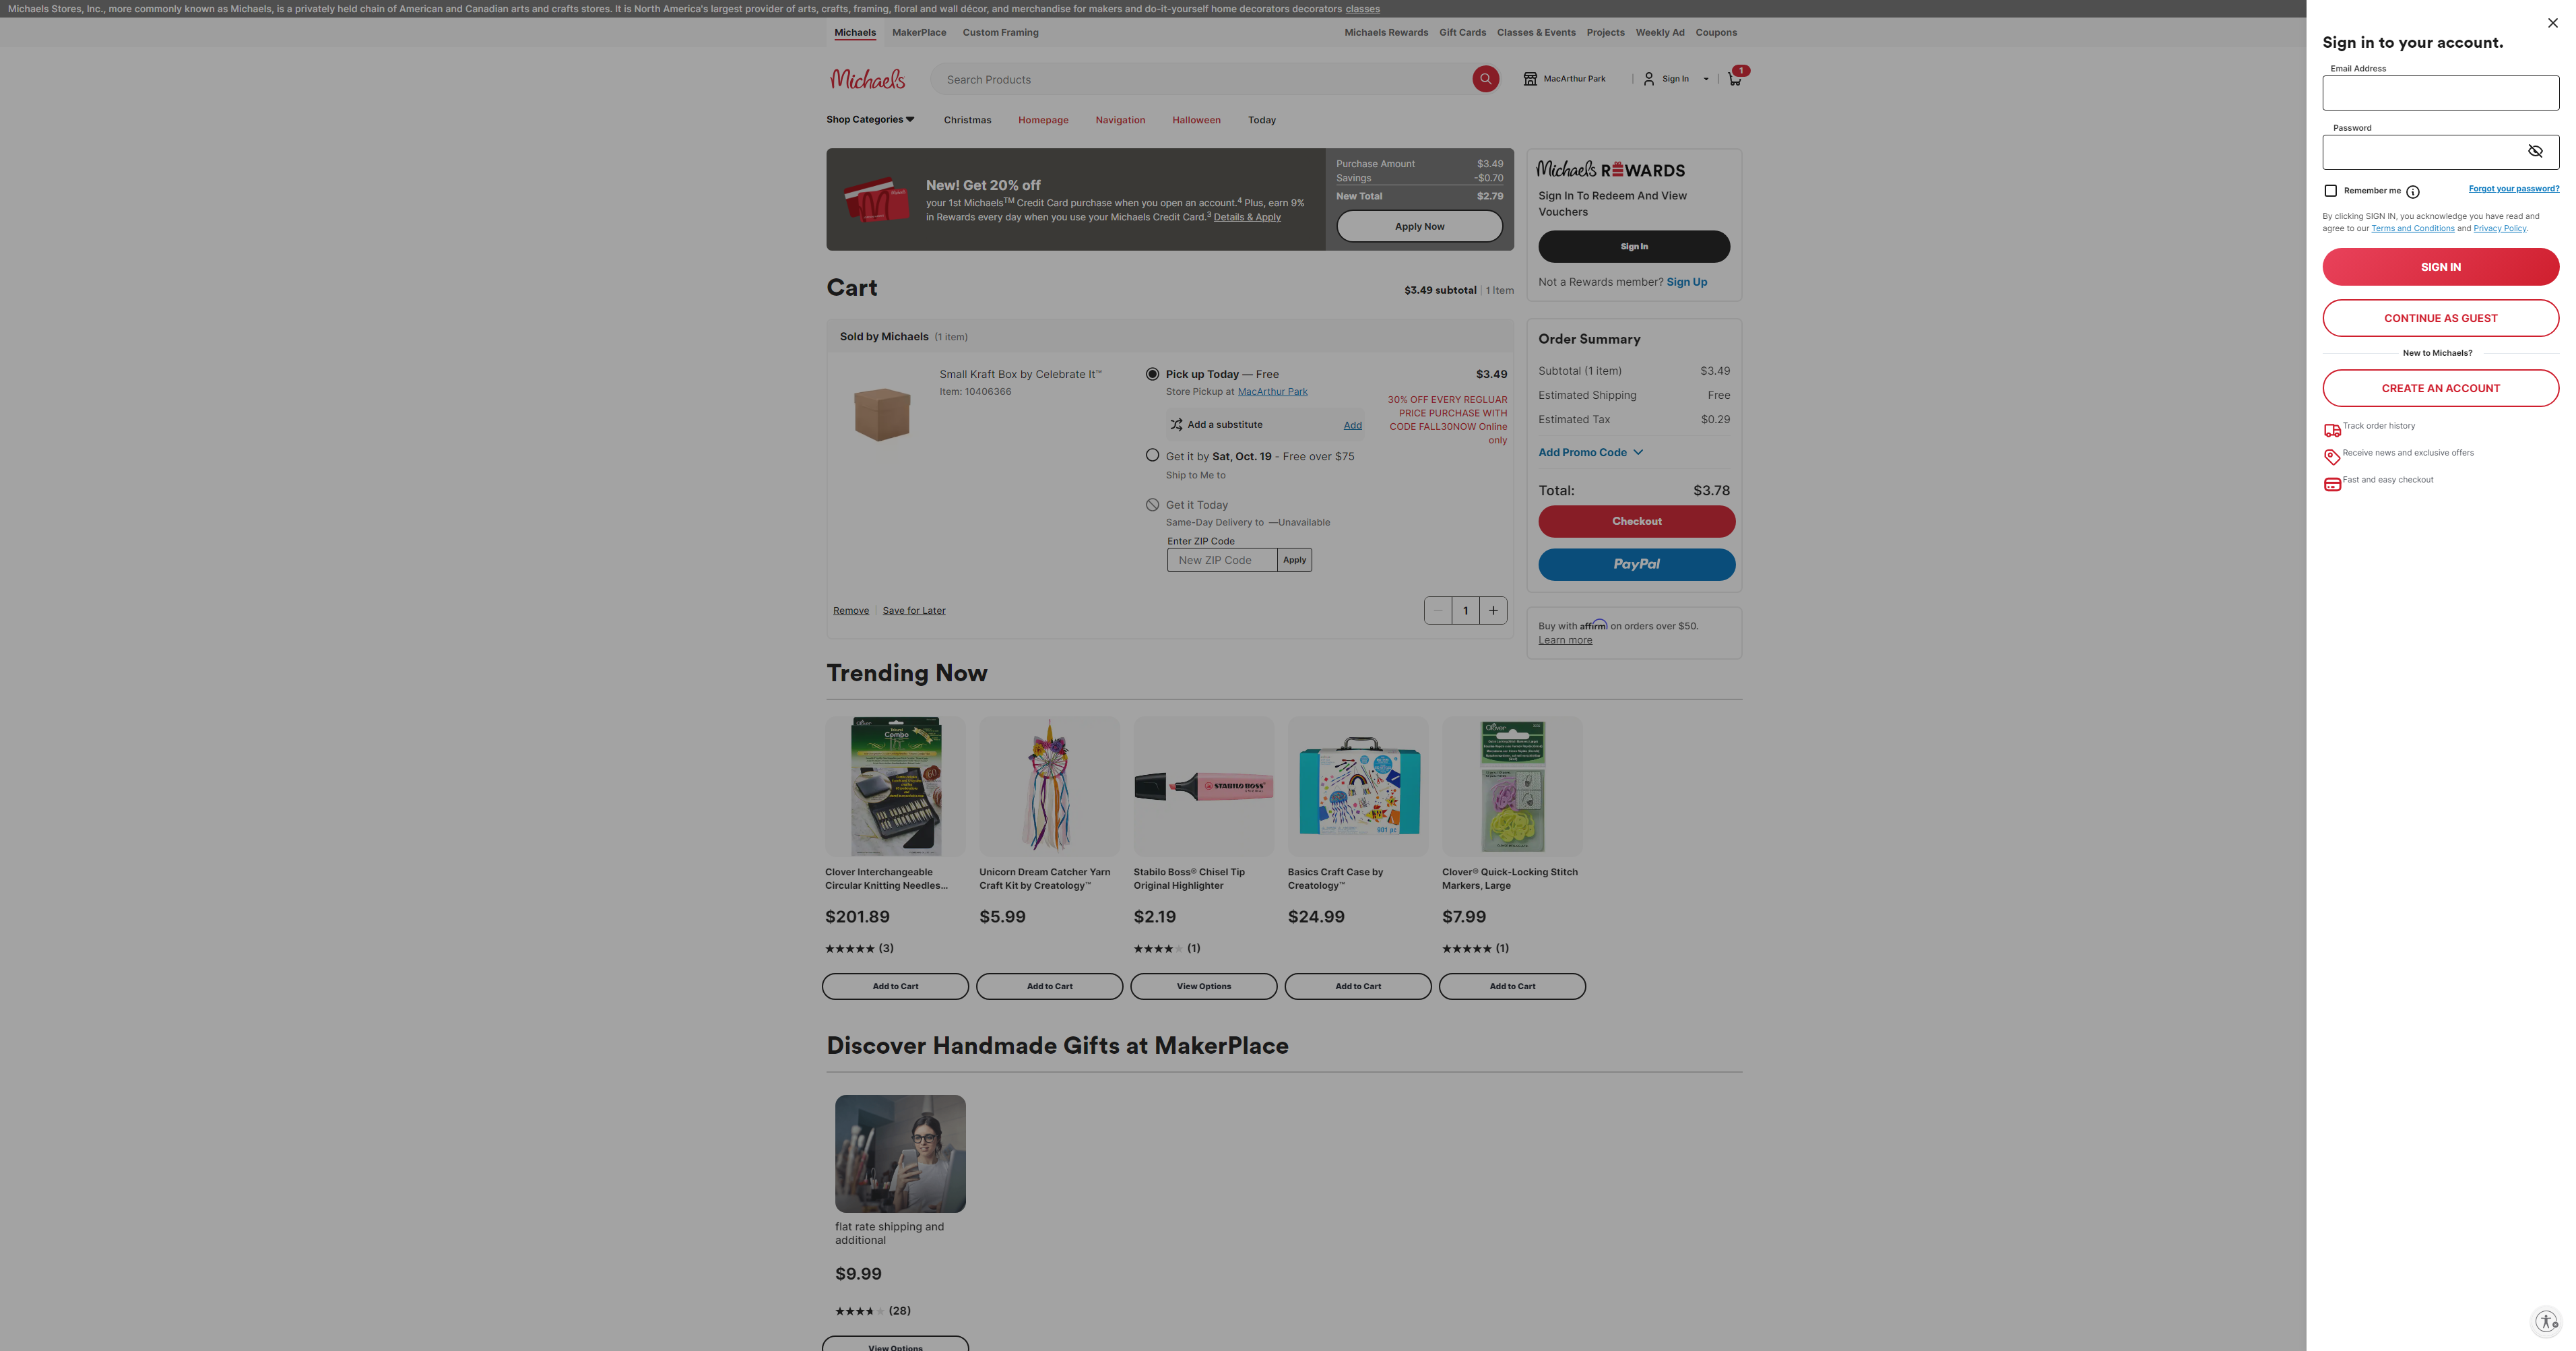 Michaels Stores, Inc., more commonly known as Michaels, is a privately held chain of American and Canadian arts and crafts stores. It is North America's largest provider of arts, crafts, framing, floral and wall décor, and merchandise for makers and do-it-yourself home decorators decorators classes
Michaels MakerPlace Custom Framing
Michaels Rewards Gift Cards Classes & Events Projects Weekly Ad Coupons
Michaels
Search Products
MacArthur Park
Sign In
1
Shop Categories Christmas Homepage Navigation Halloween Today
New! Get 20% off
your 1st Michaels™ Credit Card purchase when you open an account.4 Plus, earn 9%
in Rewards every day when you use your Michaels Credit Card.3 Details & Apply
Purchase Amount $3.49
Savings -$0.70
New Total $2.79
Apply Now
Michaels REWARDS
Sign In To Redeem And View
Vouchers
Sign In
Not a Rewards member? Sign Up
Cart
$3.49 subtotal | 1 Item
Sold by Michaels (1 item)
Small Kraft Box by Celebrate It™
Item: 10406366
Pick up Today — Free
Store Pickup at MacArthur Park
Add a substitute Add
Get it by Sat, Oct. 19 - Free over $75
Ship to Me to
Get it Today
Same-Day Delivery to —Unavailable
Enter ZIP Code
New ZIP Code Apply
$3.49
30% OFF EVERY REGLUAR
PRICE PURCHASE WITH
CODE FALL30NOW Online
only
Remove Save for Later
1
Order Summary
Subtotal (1 item) $3.49
Estimated Shipping Free
Estimated Tax $0.29
Add Promo Code
Total: $3.78
Checkout
PayPal
Buy with affirm on orders over $50.
Learn more
Trending Now
Clover
Combo
STABILO BOSS
Clover
Clover Interchangeable
Circular Knitting Needles...
$201.89
(3)
Add to Cart
Unicorn Dream Catcher Yarn
Craft Kit by Creatology™
$5.99
Add to Cart
Stabilo Boss® Chisel Tip
Original Highlighter
$2.19
(1)
View Options
Basics Craft Case by
Creatology™
$24.99
Add to Cart
Clover® Quick-Locking Stitch
Markers, Large
$7.99
(1)
Add to Cart
Discover Handmade Gifts at MakerPlace
flat rate shipping and
additional
$9.99
(28)
View Options
Sign in to your account.
Email Address
Password
Remember me
Forgot your password?
By clicking SIGN IN, you acknowledge you have read and
agree to our Terms and Conditions and Privacy Policy.
SIGN IN
CONTINUE AS GUEST
New to Michaels?
CREATE AN ACCOUNT
Track order history
Receive news and exclusive offers
Fast and easy checkout